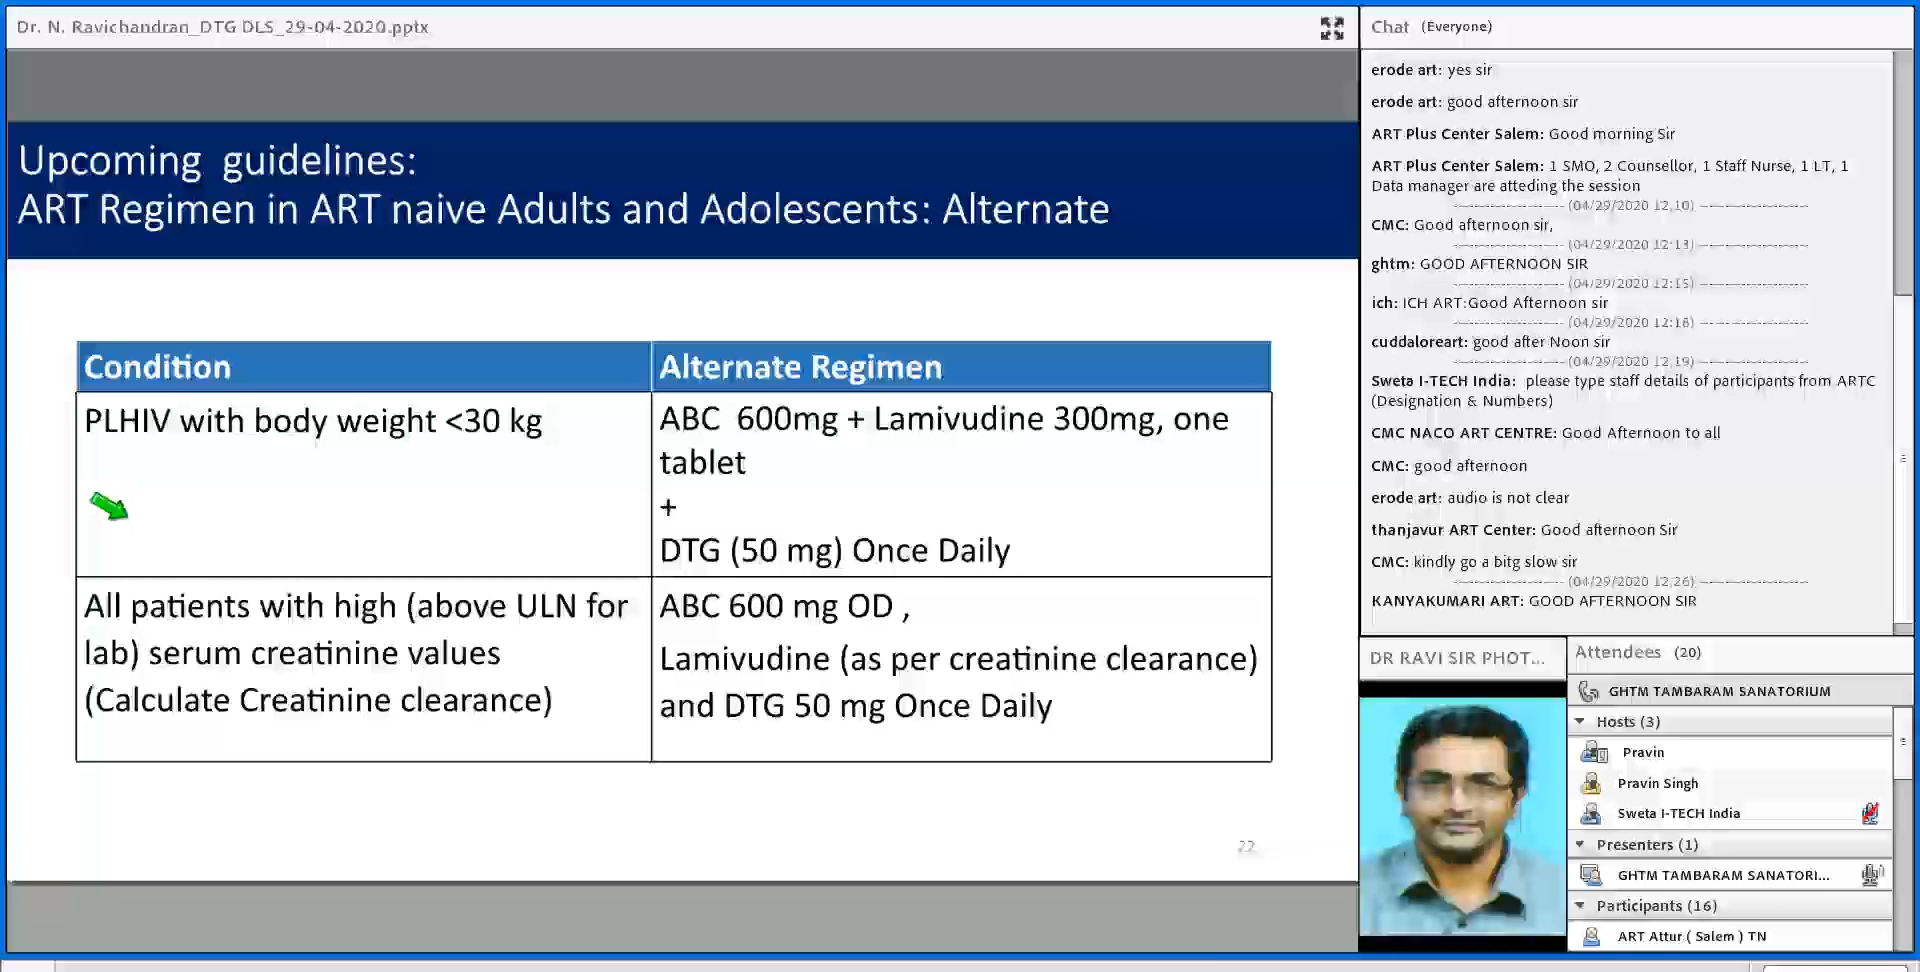 Dr. N. Ravichandran_DTG DLS_29-04-2020.pptx
Upcoming guidelines:
ART Regimen in ART naive Adults and Adolescents: Alternate
Condition
Alternate Regimen
PLHIV with body weight <30 kg
ABC 600mg + Lamivudine 300mg, one
tablet
+
DTG (50 mg) Once Daily
All patients with high (above ULN for
lab) serum creatinine values
(Calculate Creatinine clearance)
ABC 600 mg OD ,
Lamivudine (as per creatinine clearance)
and DTG 50 mg Once Daily
22
Chat (Everyone)
erode art: yes sir
erode art: good afternoon sir
ART Plus Center Salem: Good morning Sir
ART Plus Center Salem: 1 SMO, 2 Counsellor, 1 Staff Nurse, 1 LT, 1
Data manager are atteding the session
------------------ (04/29/2020 12.10) ------------------
CMC: Good afternoon sir,
------------------ (04/29/2020 12:13) ------------------
ghtm: GOOD AFTERNOON SIR
------------------ (04/29/2020 12:15) ------------------
ich: ICH ART:Good Afternoon sir
------------------ (04/29/2020 12:16) ------------------
cuddaloreart: good after Noon sir
------------------ (04/29/2020 12.19) ------------------
Sweta I-TECH India: please type staff details of participants from ARTC
(Designation & Numbers)
CMC NACO ART CENTRE: Good Afternoon to all
CMC: good afternoon
erode art: audio is not clear
thanjavur ART Center: Good afternoon Sir
CMC: kindly go a bitg slow sir
------------------ (04/29/2020 12.26) ------------------
KANYAKUMARI ART: GOOD AFTERNOON SIR
DR RAVI SIR PHOT...
Attendees (20)
GHTM TAMBARAM SANATORIUM
Hosts (3)
Pravin
Pravin Singh
Sweta I-TECH India
Presenters (1)
GHTM TAMBARAM SANATORI...
Participants (16)
ART Attur ( Salem ) TN